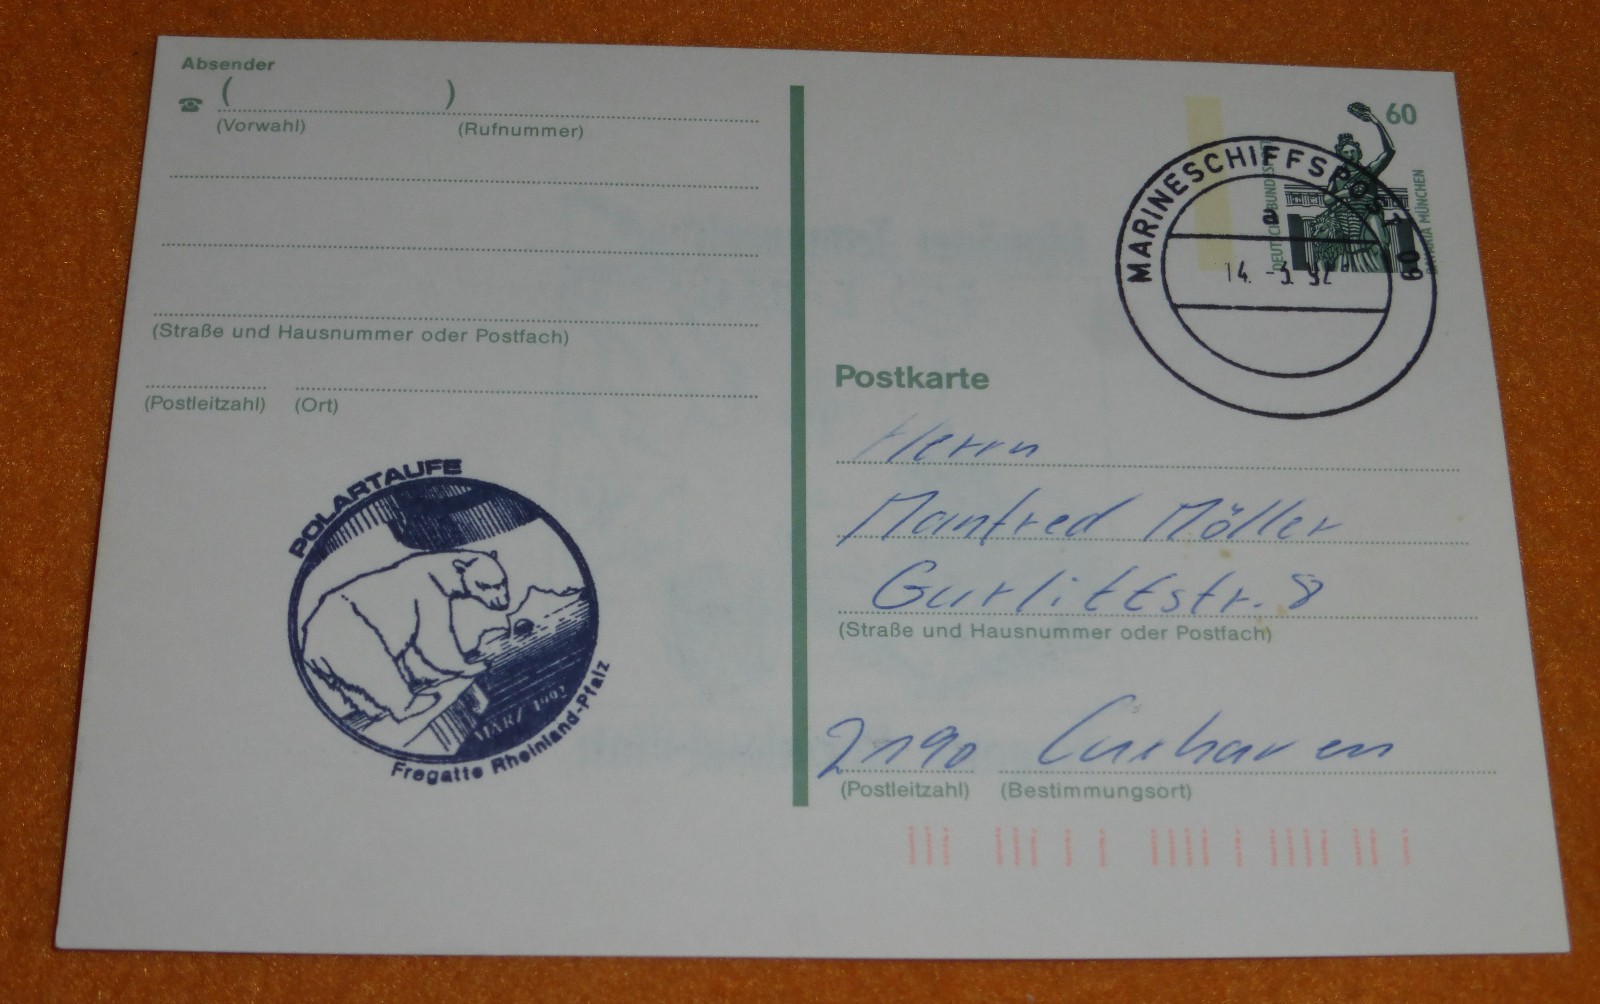 Absender
( )
(Vorwahl) (Rufnummer)
(Straße und Hausnummer oder Postfach)
(Postleitzahl) (Ort)
POLARTAUFE
MÄRZ 1992
Fregatte Rheinland-Pfalz
60
MARINESCHIFFSPOST
60
a
14. 3. 92
DEUTSCHE BUNDESPOST
BAVARIA MÜNCHEN
Postkarte
Herrn
Manfred Möller
Gurlittstr. 8
(Straße und Hausnummer oder Postfach)
2190 Cuxhaven
(Postleitzahl) (Bestimmungsort)